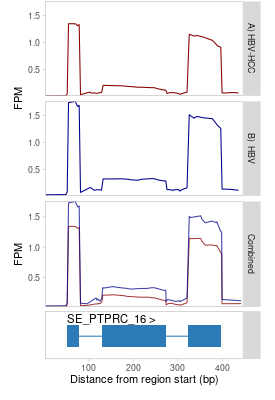 1.5
1.0
0.5
A) HBV-HCC
FPM
1.5
1.0
0.5
B) HBV
1.5
1.0
0.5
FPM
Combined
SE_PTPRC_16 >
100 200 300 400
Distance from region start (bp)